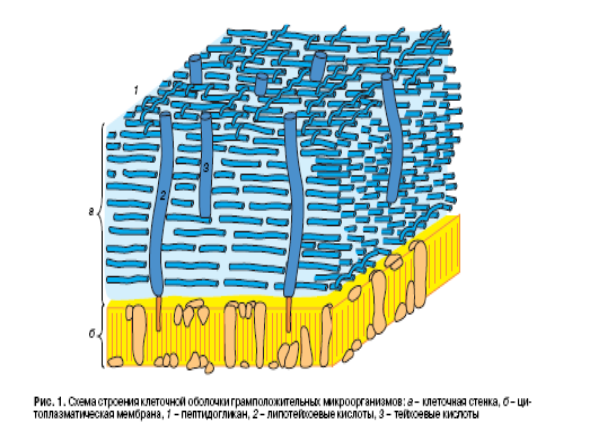 1
2
3
а
б
Рис. 1. Схема строения клеточной оболочки грамположительных микроорганизмов: а – клеточная стенка, б – ци-
топлазматическая мембрана, 1 – пептидогликан, 2 – липотейхоевые кислоты, 3 – тейхоевые кислоты